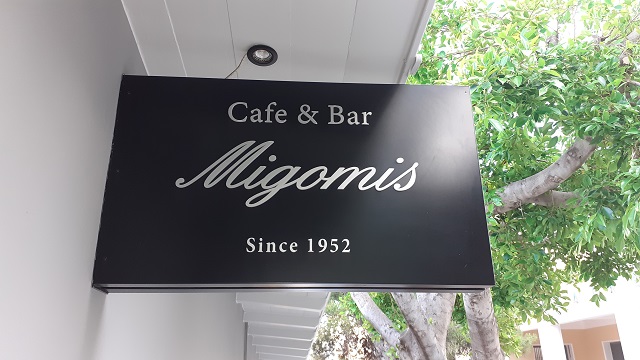 Cafe & Bar
Migomis
Since 1952